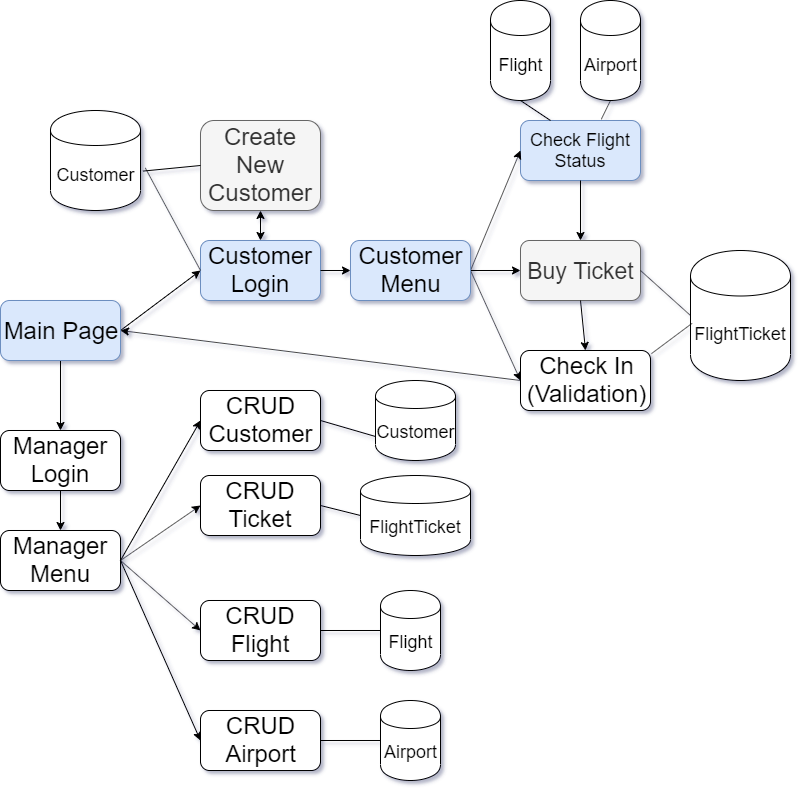 Flight
Airport
Create
New
Customer
Check Flight
Status
Customer
Customer
Login
Customer
Menu
Buy Ticket
Main Page
FlightTicket
Check In
(Validation)
CRUD
Customer
Customer
Manager
Login
CRUD
Ticket
FlightTicket
Manager
Menu
CRUD
Flight
Flight
CRUD
Airport
Airport